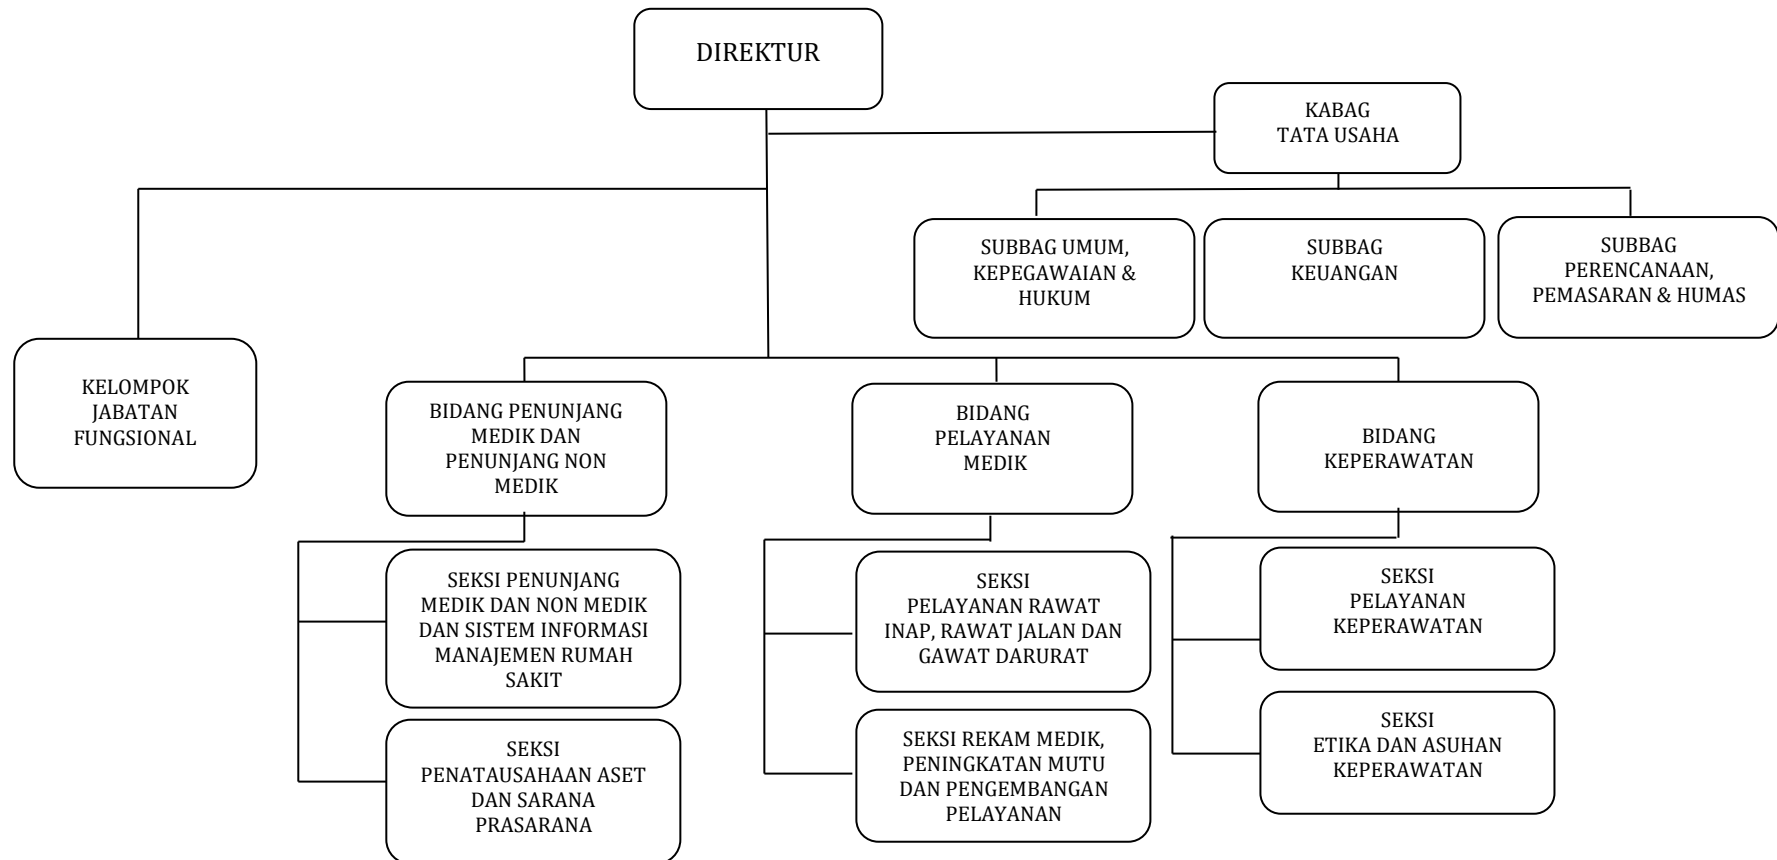 DIREKTUR
KABAG
TATA USAHA
SUBBAG UMUM,
KEPEGAWAIAN &
HUKUM
SUBBAG
KEUANGAN
SUBBAG
PERENCANAAN,
PEMASARAN & HUMAS
KELOMPOK
JABATAN
FUNGSIONAL
BIDANG PENUNJANG
MEDIK DAN
PENUNJANG NON
MEDIK
BIDANG
PELAYANAN
MEDIK
BIDANG
KEPERAWATAN
SEKSI PENUNJANG
MEDIK DAN NON MEDIK
DAN SISTEM INFORMASI
MANAJEMEN RUMAH
SAKIT
SEKSI
PELAYANAN RAWAT
INAP, RAWAT JALAN DAN
GAWAT DARURAT
SEKSI
PELAYANAN
KEPERAWATAN
SEKSI
PENATAUSAHAAN ASET
DAN SARANA
PRASARANA
SEKSI REKAM MEDIK,
PENINGKATAN MUTU
DAN PENGEMBANGAN
PELAYANAN
SEKSI
ETIKA DAN ASUHAN
KEPERAWATAN